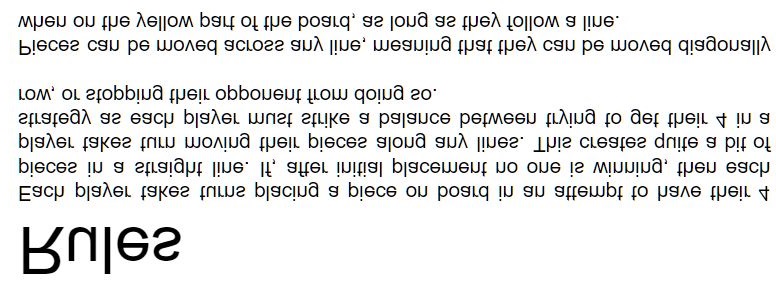 Rules
Each player takes turns placing a piece on board in an attempt to have their 4
pieces in a straight line. If, after initial placement no one is winning, then each
player takes turn moving their pieces along any lines. This creates quite a bit of
strategy as each player must strike a balance between trying to get their 4 in a
row, or stopping their opponent from doing so.
Pieces can be moved across any line, meaning that they can be moved diagonally
when on the yellow part of the board, as long as they follow a line.